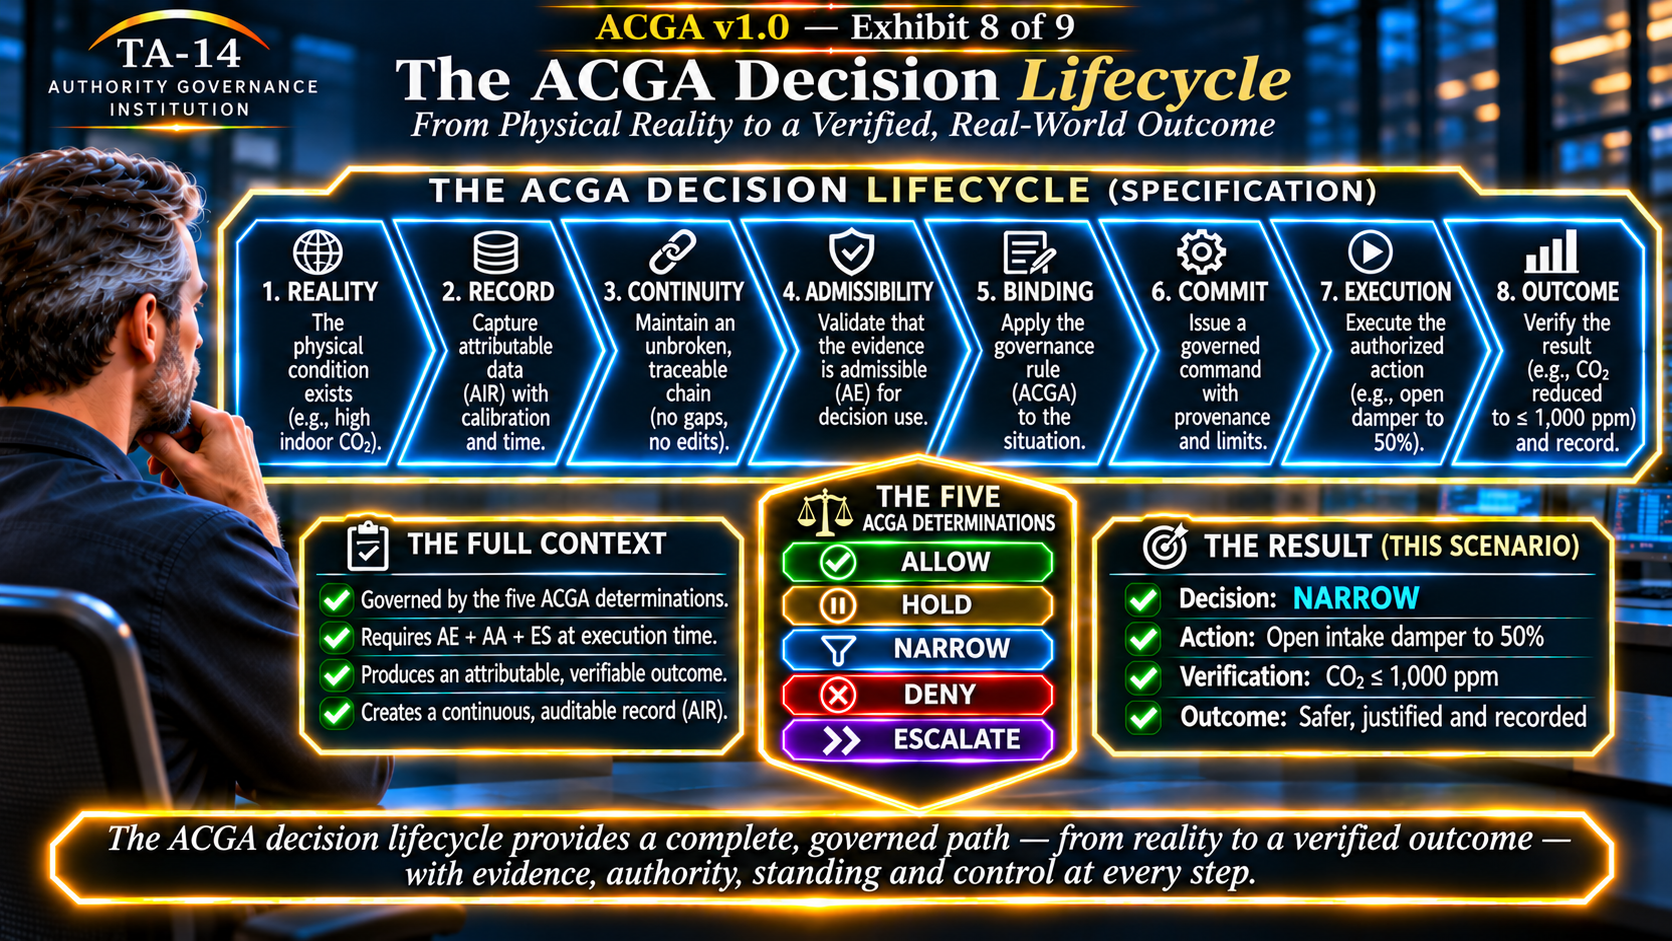 TA-14
AUTHORITY GOVERNANCE
INSTITUTION
ACGA v1.0 — Exhibit 8 of 9
The ACGA Decision Lifecycle
From Physical Reality to a Verified, Real-World Outcome
THE ACGA DECISION LIFECYCLE (SPECIFICATION)
1. REALITY
The
physical
condition
exists
(e.g., high
indoor CO₂).
2. RECORD
Capture
attributable
data
(AIR) with
calibration
and time.
3. CONTINUITY
Maintain an
unbroken,
traceable
chain
(no gaps,
no edits).
4. ADMISSIBILITY
Validate that
the evidence
is admissible
(AE) for
decision use.
5. BINDING
Apply the
governance
rule
(ACGA)
to the
situation.
6. COMMIT
Issue a
governed
command
with
provenance
and limits.
7. EXECUTION
Execute the
authorized
action
(e.g., open
damper to
50%).
8. OUTCOME
Verify the
result
(e.g., CO₂
reduced
to ≤ 1,000 ppm)
and record.
THE FULL CONTEXT
Governed by the five ACGA determinations.
Requires AE + AA + ES at execution time.
Produces an attributable, verifiable outcome.
Creates a continuous, auditable record (AIR).
THE FIVE
ACGA DETERMINATIONS
ALLOW
HOLD
NARROW
DENY
ESCALATE
THE RESULT (THIS SCENARIO)
Decision: NARROW
Action: Open intake damper to 50%
Verification: CO₂ ≤ 1,000 ppm
Outcome: Safer, justified and recorded
The ACGA decision lifecycle provides a complete, governed path — from reality to a verified outcome —
with evidence, authority, standing and control at every step.